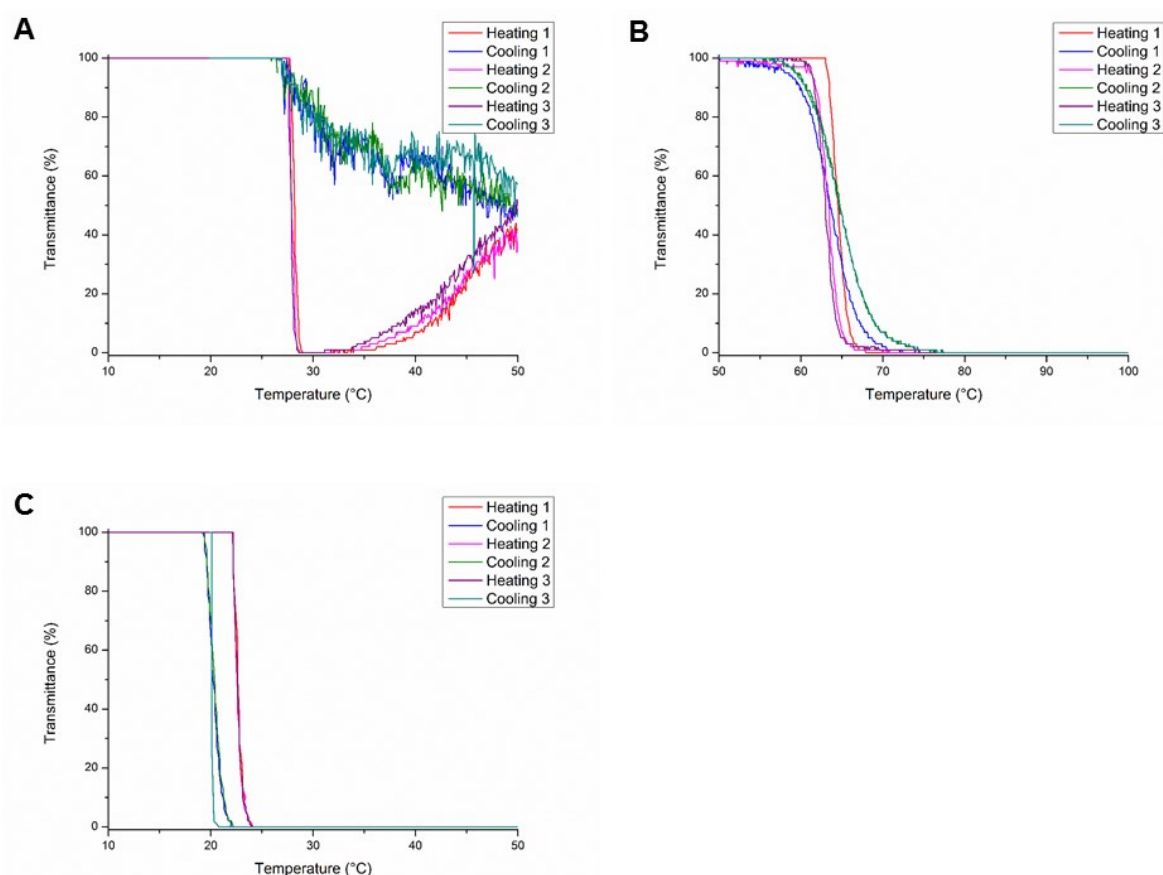 A
Heating 1
Cooling 1
Heating 2
Cooling 2
Heating 3
Cooling 3
100
80
60
40
20
0
Transmittance (%)
10
20
30
40
50
Temperature (°C)
B
Heating 1
Cooling 1
Heating 2
Cooling 2
Heating 3
Cooling 3
100
80
60
40
20
0
Transmittance (%)
50
60
70
80
90
100
Temperature (°C)
C
Heating 1
Cooling 1
Heating 2
Cooling 2
Heating 3
Cooling 3
100
80
60
40
20
0
Transmittance (%)
10
20
30
40
50
Temperature (°C)